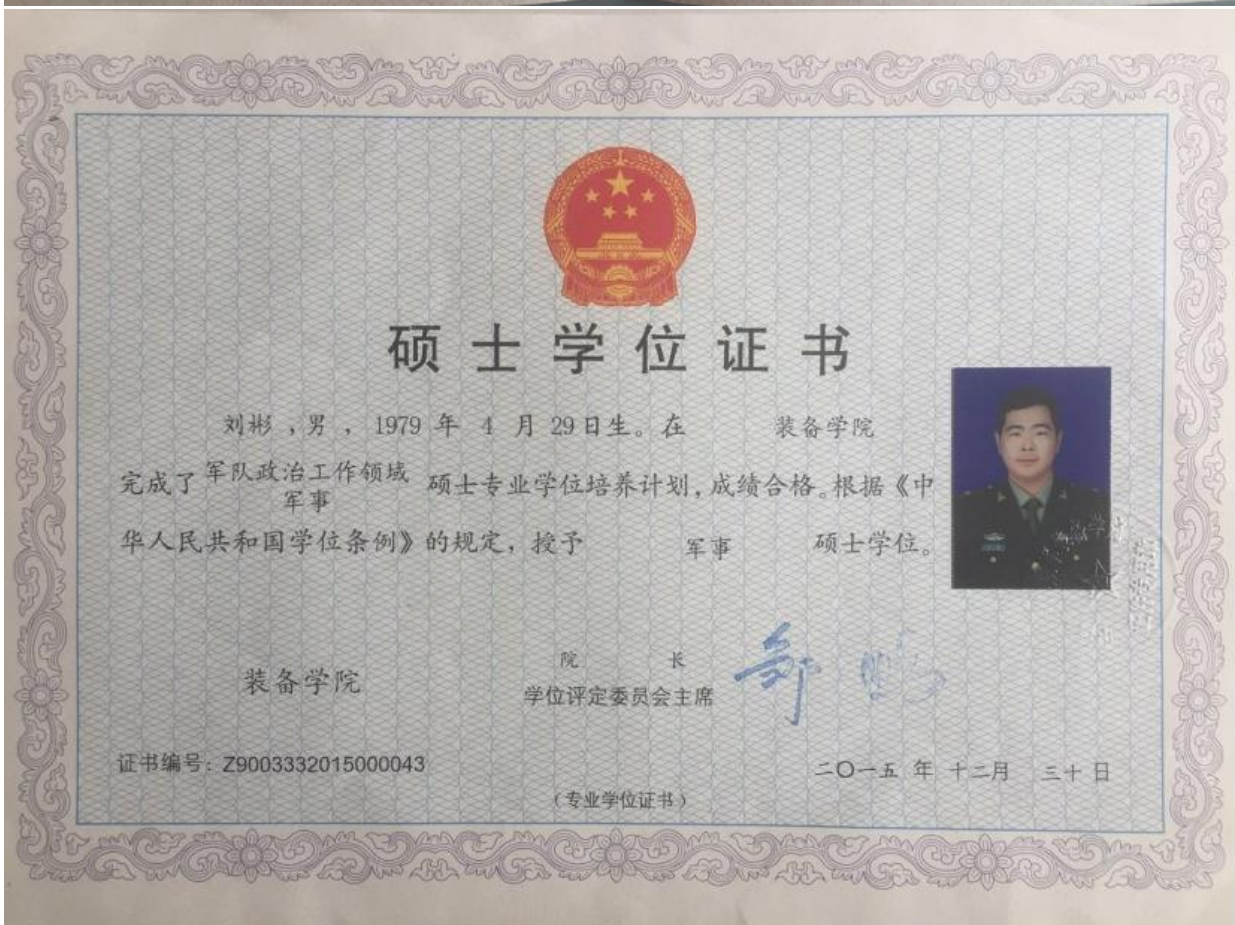 硕士学位证书
刘彬，男，1979 年 4 月 29日生。在 装备学院
完成了 军队政治工作领域 军事 硕士专业学位培养计划，成绩合格。根据《中
华人民共和国学位条例》的规定，授予 军事 硕士学位。
装备学院
院 长
学位评定委员会主席
证书编号：Z9003332015000043
二〇一五 年 十二月 三十 日
（专业学位证书）